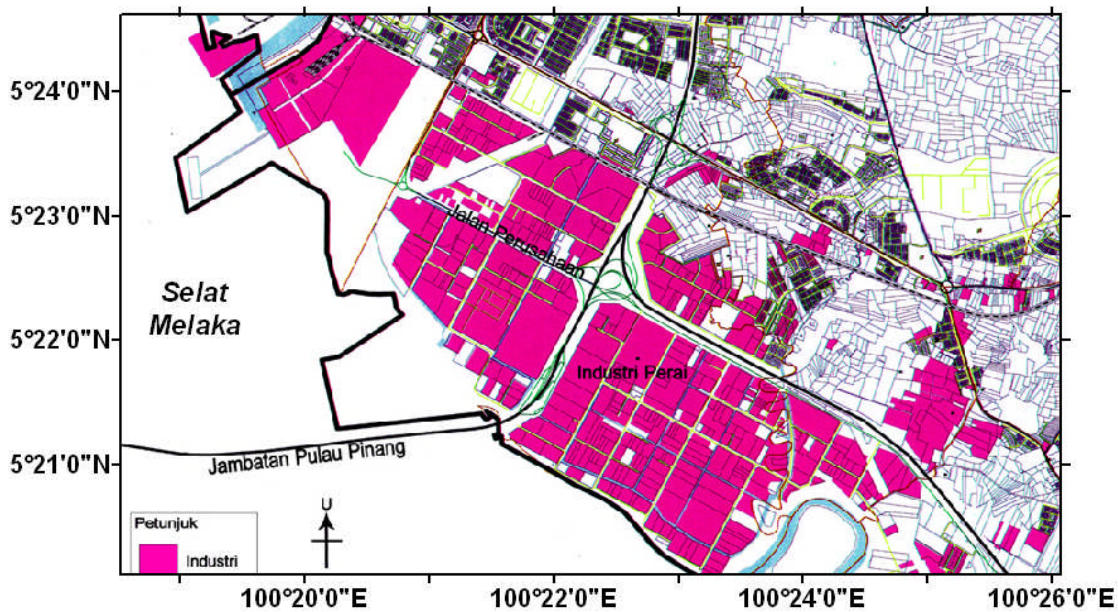 5°24'0"N
5°23'0"N
5°22'0"N
5°21'0"N
Selat
Melaka
Jalan Perusahaan
Industri Perai
Jambatan Pulau Pinang
Petunjuk
Industri
U
100°20'0"E
100°22'0"E
100°24'0"E
100°26'0"E